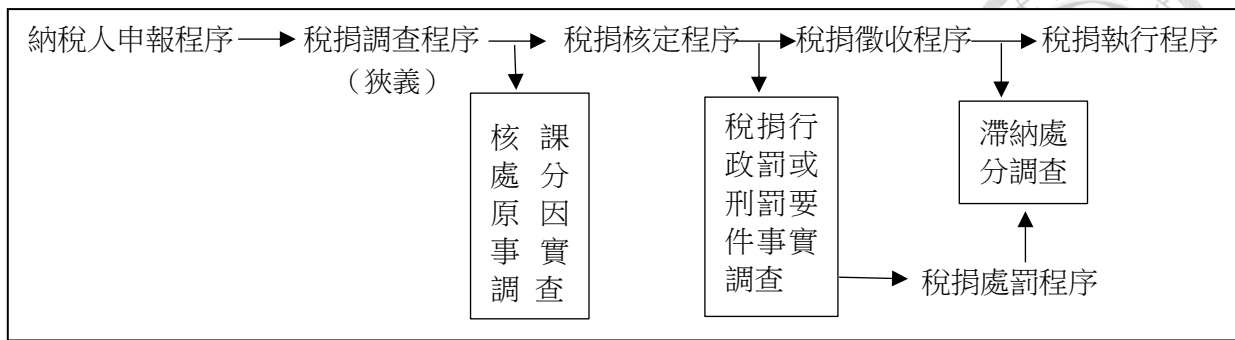 納稅人申報程序 稅捐調查程序 稅捐核定程序 稅捐徵收程序 稅捐執行程序
（狹義）
核課
處分
原因
事實
調查
稅捐行
政罰或
刑罰要
件事實
調查
滯納處
分調查
稅捐處罰程序